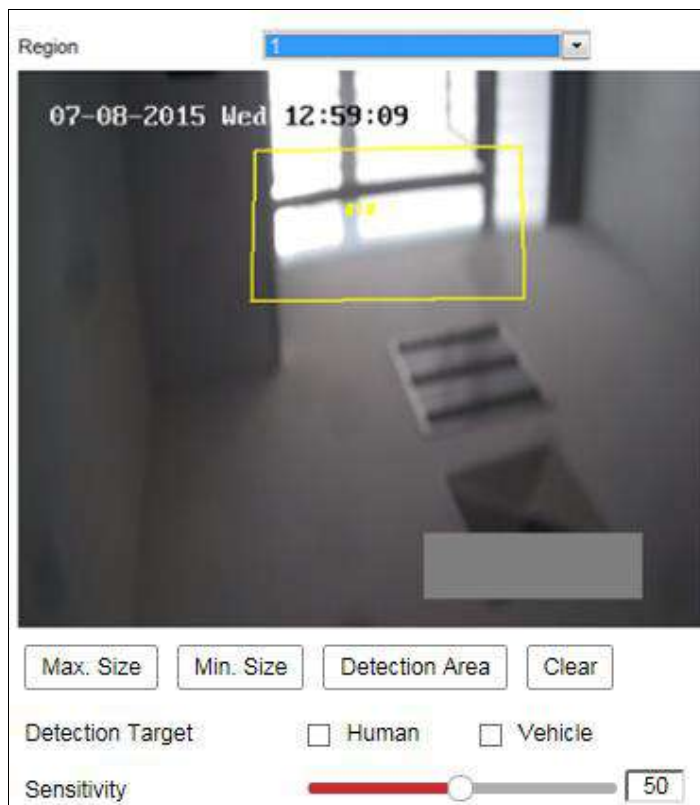 Region
1
07-08-2015 Wed 12:59:09
Max. Size
Min. Size
Detection Area
Clear
Detection Target
Human
Vehicle
Sensitivity
50